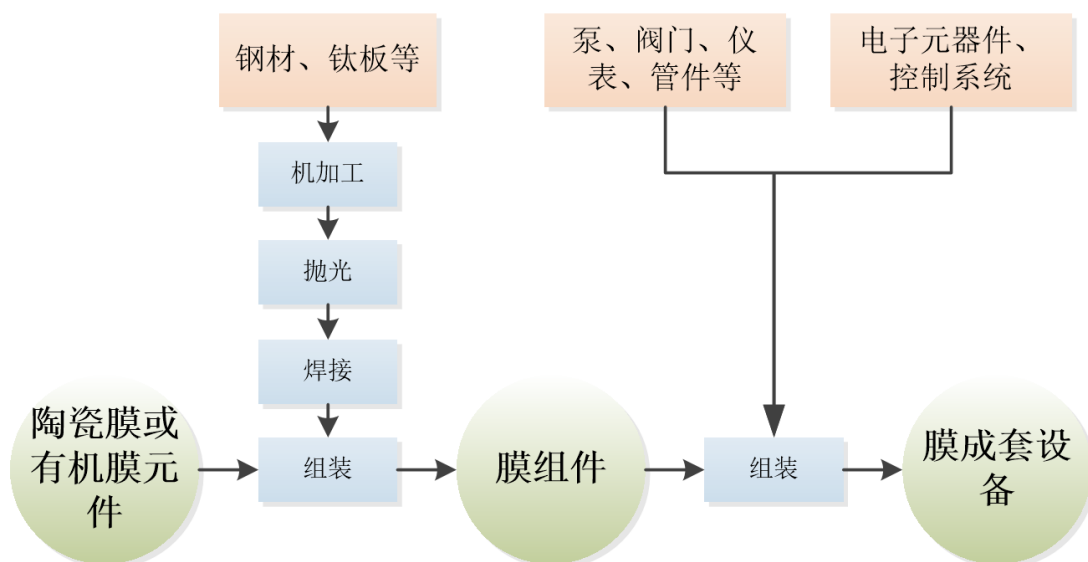 钢材、钛板等
泵、阀门、仪
表、管件等
电子元器件、
控制系统
机加工
抛光
焊接
陶瓷膜或
有机膜元
件
组装
膜组件
组装
膜成套设
备